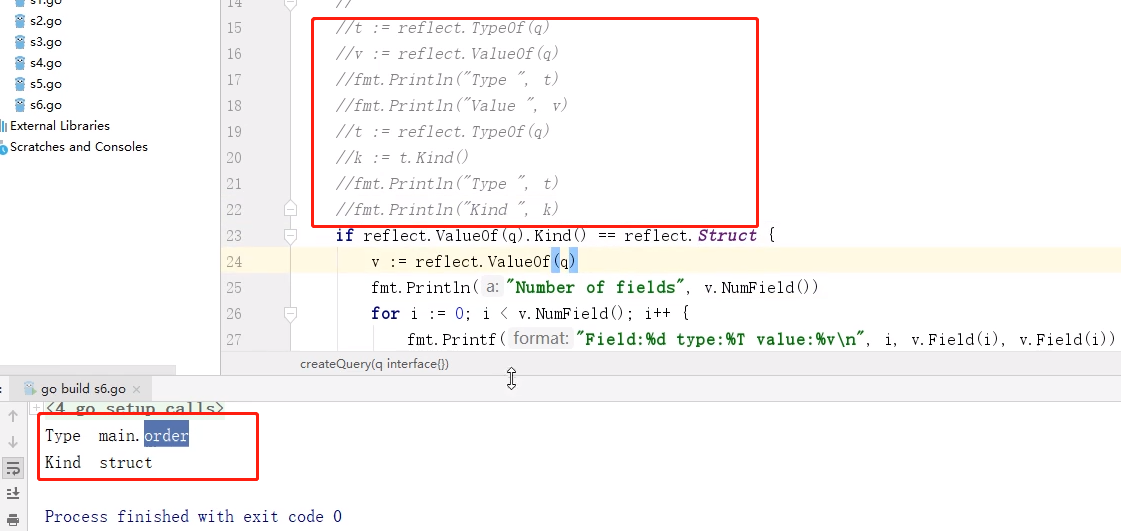 s1.go
s2.go
s3.go
s4.go
s5.go
s6.go
External Libraries
Scratches and Consoles
14 //
15 //t := reflect.TypeOf(q)
16 //v := reflect.ValueOf(q)
17 //fmt.Println("Type ", t)
18 //fmt.Println("Value ", v)
19 //t := reflect.TypeOf(q)
20 //k := t.Kind()
21 //fmt.Println("Type ", t)
22 //fmt.Println("Kind ", k)
23 if reflect.ValueOf(q).Kind() == reflect.Struct {
24 v := reflect.ValueOf(q)
25 fmt.Println( a: "Number of fields", v.NumField())
26 for i := 0; i < v.NumField(); i++ {
27 fmt.Printf( format: "Field:%d type:%T value:%v\n", i, v.Field(i), v.Field(i))
createQuery(q interface{})
: go build s6.go ×
<4 go setup calls>
Type main.order
Kind struct
Process finished with exit code 0